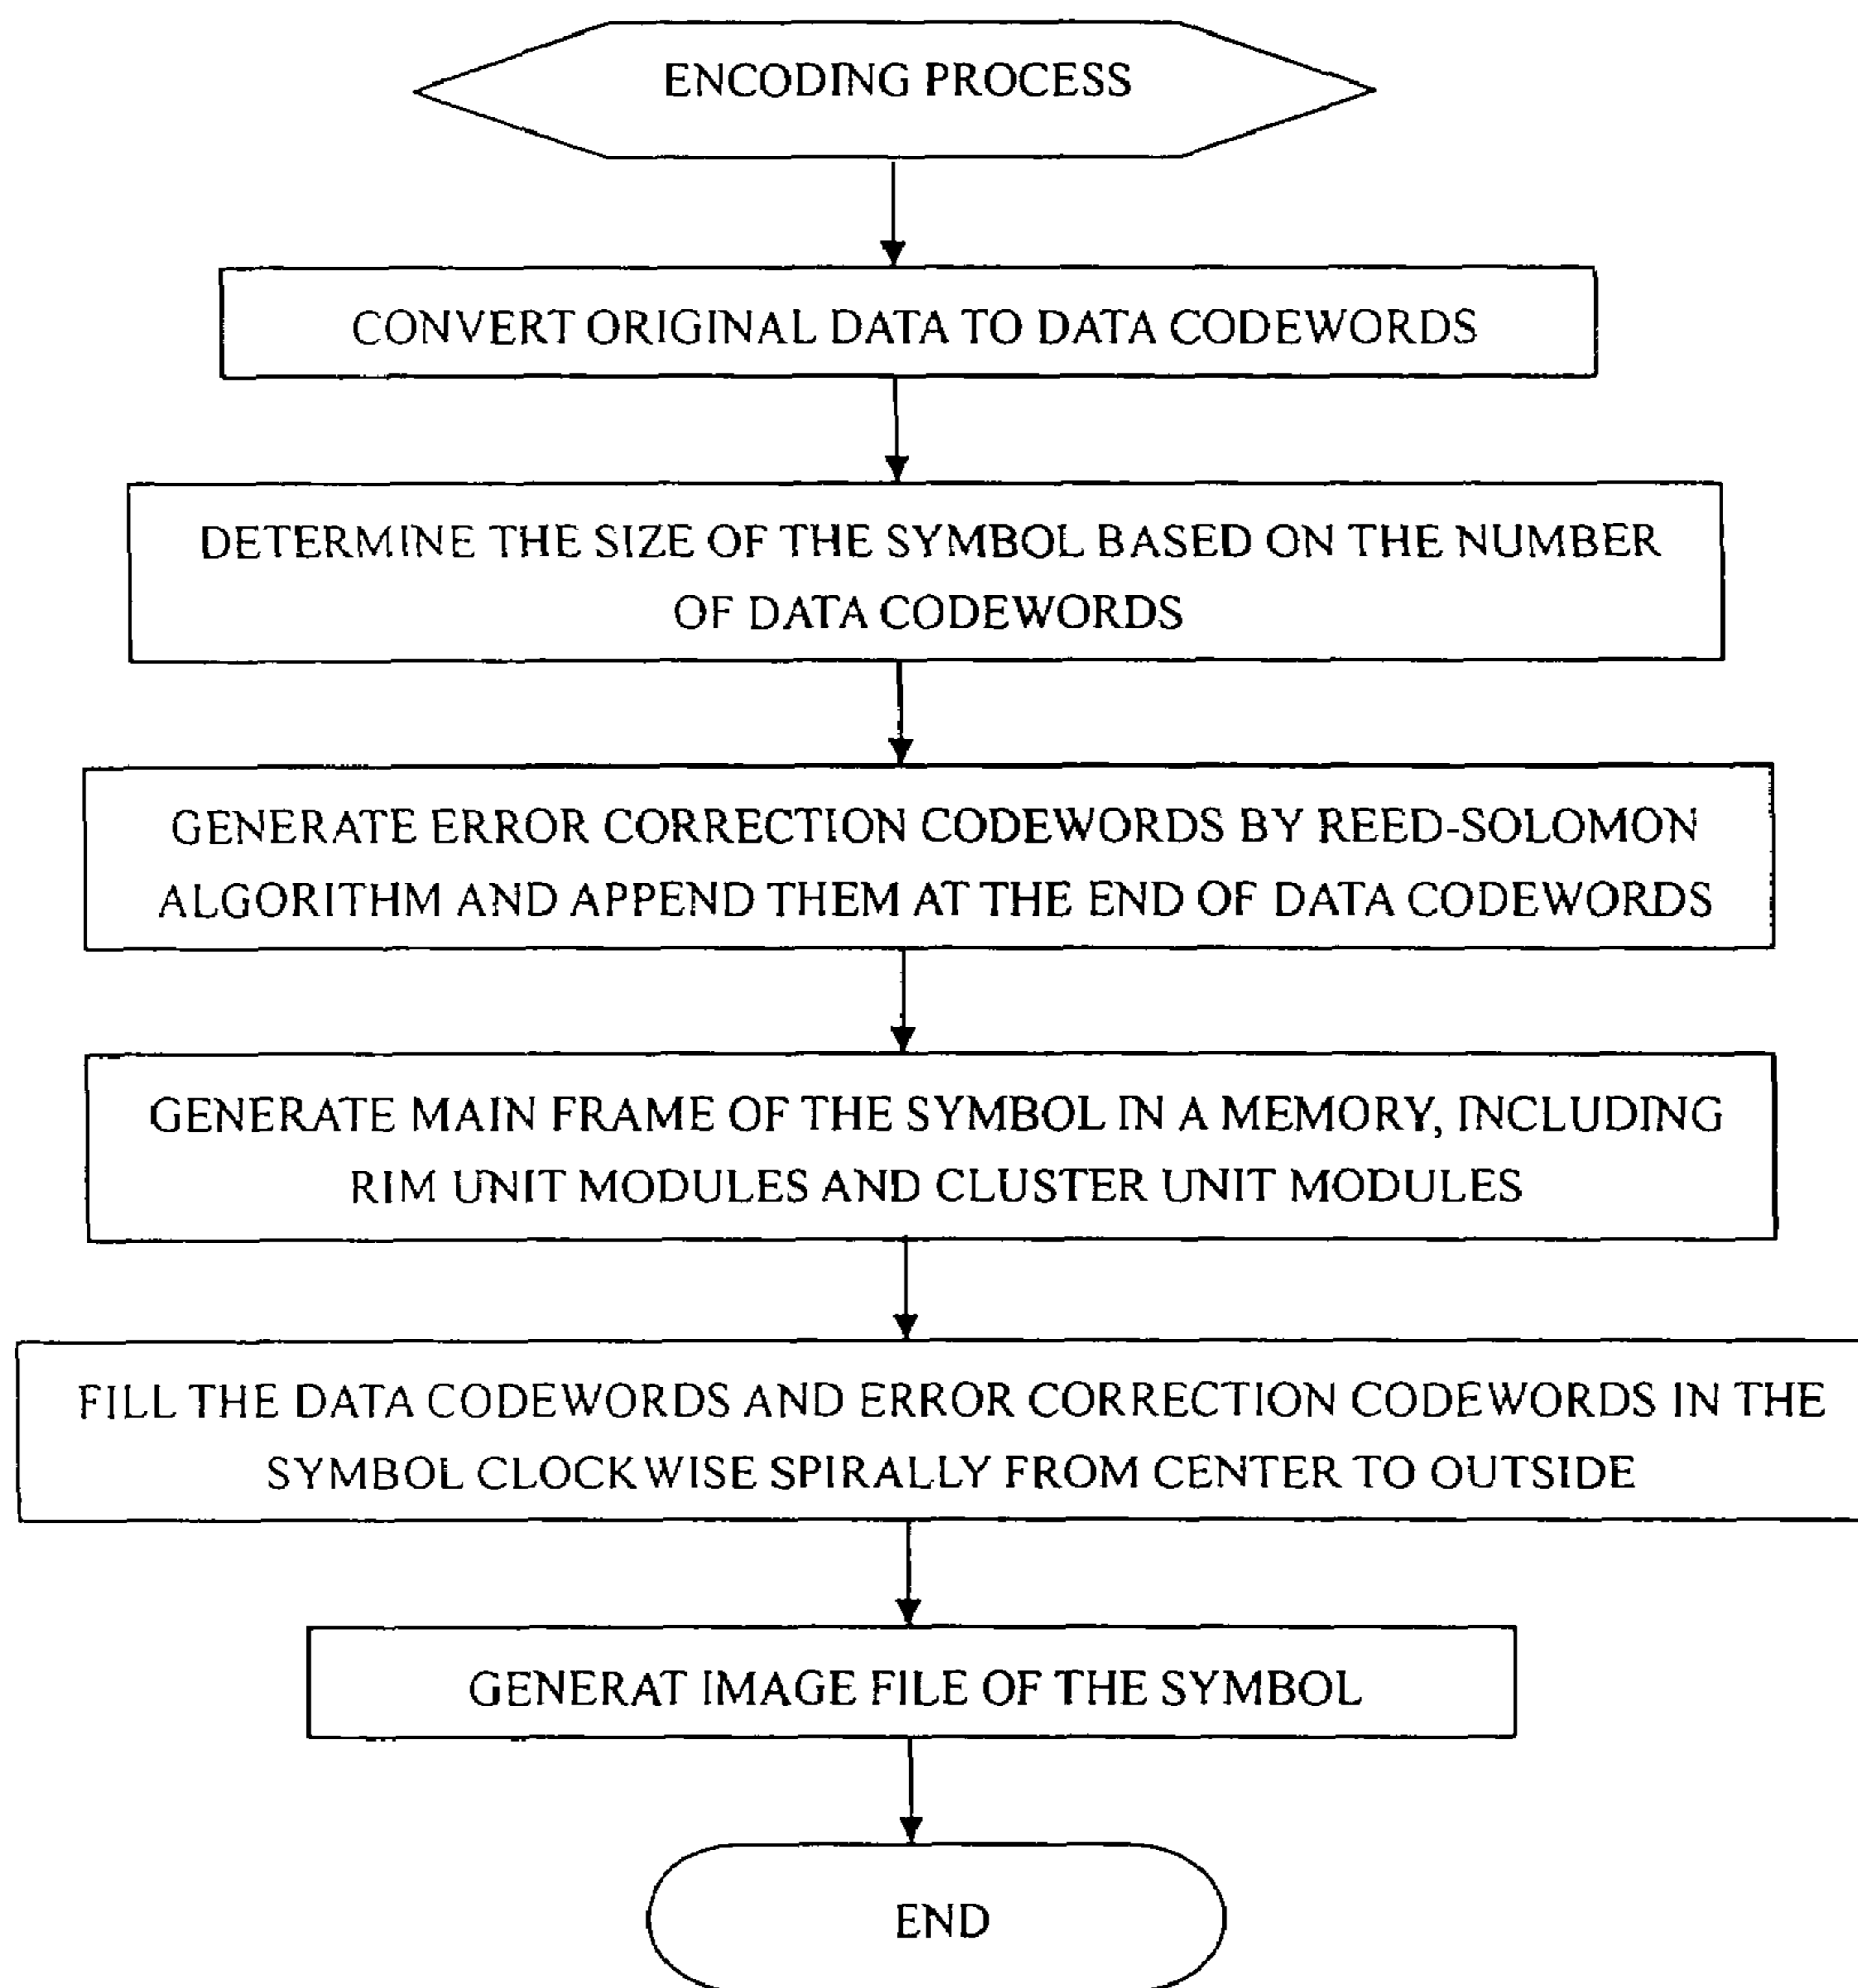 ENCODING PROCESS
CONVERT ORIGINAL DATA TO DATA CODEWORDS
DETERMINE THE SIZE OF THE SYMBOL BASED ON THE NUMBER
OF DATA CODEWORDS
GENERATE ERROR CORRECTION CODEWORDS BY REED-SOLOMON
ALGORITHM AND APPEND THEM AT THE END OF DATA CODEWORDS
GENERATE MAIN FRAME OF THE SYMBOL IN A MEMORY, INCLUDING
RIM UNIT MODULES AND CLUSTER UNIT MODULES
FILL THE DATA CODEWORDS AND ERROR CORRECTION CODEWORDS IN THE
SYMBOL CLOCKWISE SPIRALLY FROM CENTER TO OUTSIDE
GENERAT IMAGE FILE OF THE SYMBOL
END